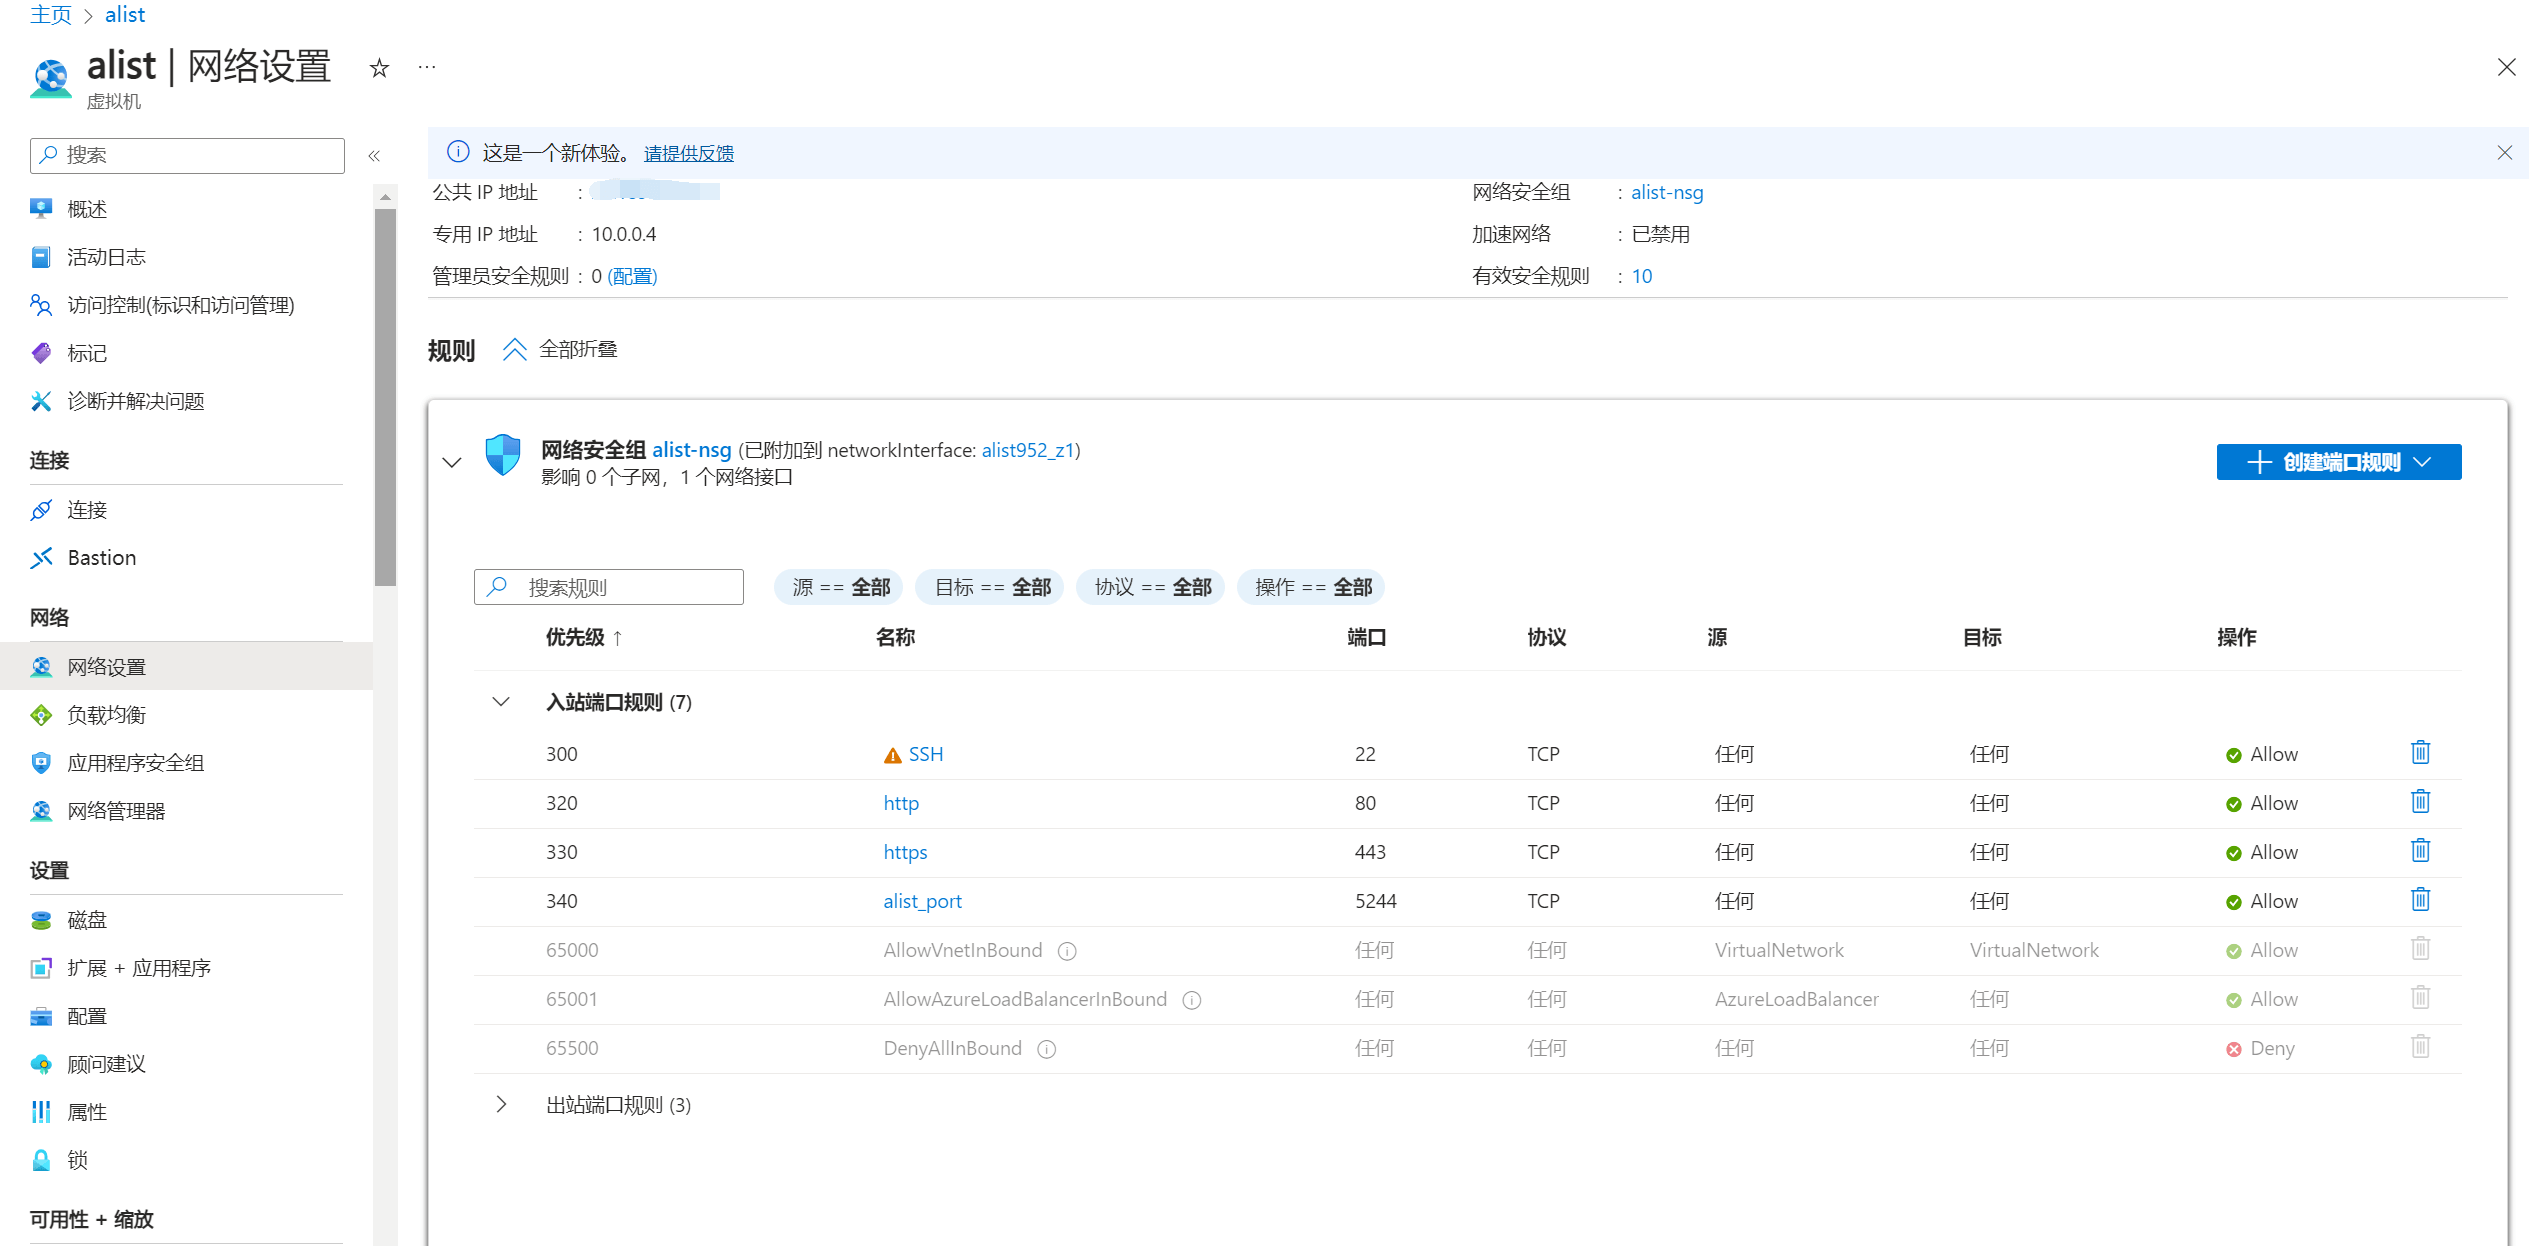 主页 > alist
alist | 网络设置
虚拟机
搜索
概述
活动日志
访问控制(标识和访问管理)
标记
诊断并解决问题
连接
连接
Bastion
网络
网络设置
负载均衡
应用程序安全组
网络管理器
设置
磁盘
扩展 + 应用程序
配置
顾问建议
属性
锁
可用性 + 缩放
这是一个新体验。 请提供反馈
公共 IP 地址 :
专用 IP 地址 : 10.0.0.4
管理员安全规则 : 0 (配置)
网络安全组 : alist-nsg
加速网络 : 已禁用
有效安全规则 : 10
规则 全部折叠
网络安全组 alist-nsg (已附加到 networkInterface: alist952_z1)
影响 0 个子网，1 个网络接口
创建端口规则
搜索规则 源 == 全部 目标 == 全部 协议 == 全部 操作 == 全部
优先级 ↑ 名称 端口 协议 源 目标 操作
入站端口规则 (7)
300 SSH 22 TCP 任何 任何 Allow
320 http 80 TCP 任何 任何 Allow
330 https 443 TCP 任何 任何 Allow
340 alist_port 5244 TCP 任何 任何 Allow
65000 AllowVnetInBound 任何 任何 VirtualNetwork VirtualNetwork Allow
65001 AllowAzureLoadBalancerInBound 任何 任何 AzureLoadBalancer 任何 Allow
65500 DenyAllInBound 任何 任何 任何 任何 Deny
出站端口规则 (3)